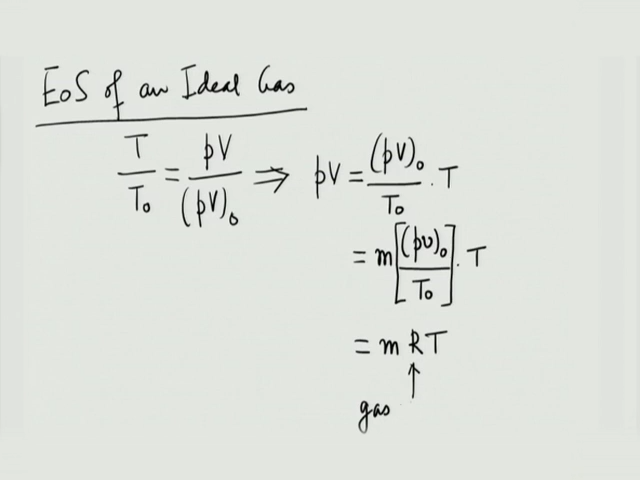 EoS of an Ideal Gas
T/T₀ = pV/(pV)₀ ⇒ pV = (pV)₀/T₀ . T
= m[(pv)₀/T₀] . T
= m R T
↑
gas